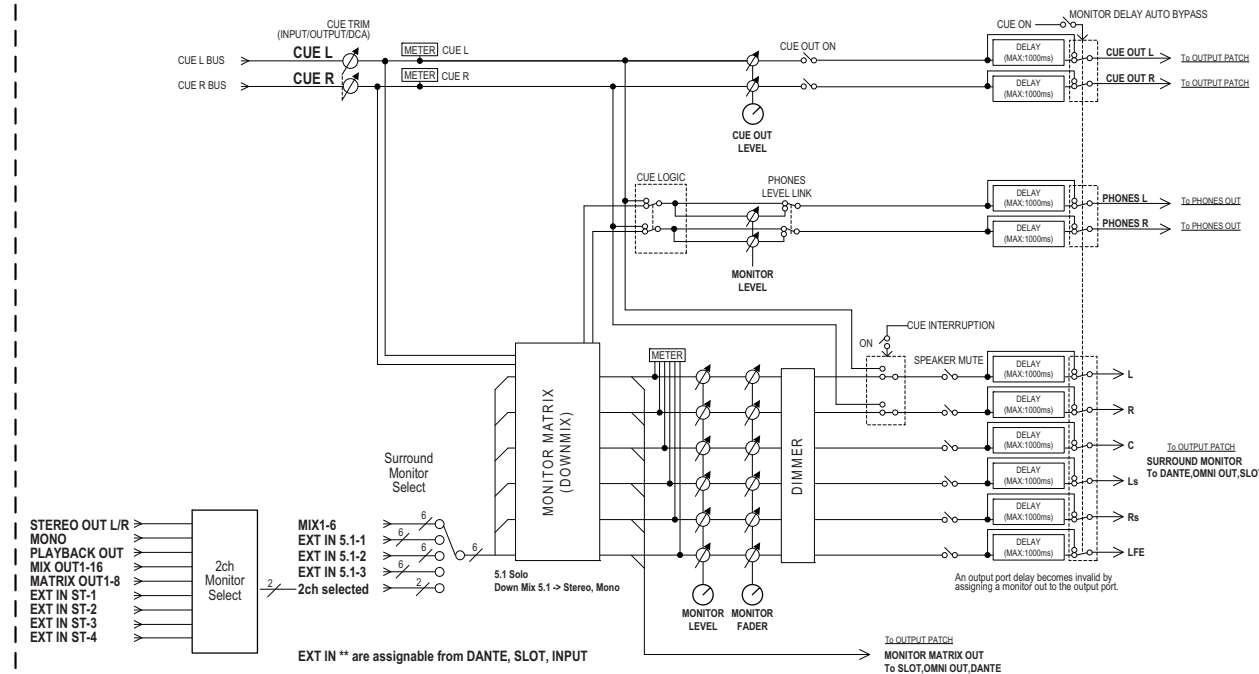 MONITOR DELAY AUTO BYPASS
CUE ON
CUE TRIM
(INPUT/OUTPUT/DCA)
CUE L BUS
CUE L
METER
CUE L
CUE OUT ON
DELAY
(MAX:1000ms)
CUE OUT L
To OUTPUT PATCH
CUE R BUS
CUE R
METER
CUE R
DELAY
(MAX:1000ms)
CUE OUT R
To OUTPUT PATCH
CUE OUT
LEVEL
CUE LOGIC
PHONES
LEVEL LINK
DELAY
(MAX:1000ms)
PHONES L
To PHONES OUT
DELAY
(MAX:1000ms)
PHONES R
To PHONES OUT
MONITOR
LEVEL
CUE INTERRUPTION
ON
METER
SPEAKER MUTE
MONITOR MATRIX
(DOWNMIX)
DIMMER
DELAY
(MAX:1000ms)
L
DELAY
(MAX:1000ms)
R
DELAY
(MAX:1000ms)
C
To OUTPUT PATCH
SURROUND MONITOR
To DANTE,OMNI OUT,SLOT
DELAY
(MAX:1000ms)
Ls
DELAY
(MAX:1000ms)
Rs
DELAY
(MAX:1000ms)
LFE
An output port delay becomes invalid by
assigning a monitor out to the output port.
Surround
Monitor
Select
MIX1-6
6
EXT IN 5.1-1
6
EXT IN 5.1-2
6
EXT IN 5.1-3
6
2ch selected
2
6
5.1 Solo
Down Mix 5.1 -> Stereo, Mono
STEREO OUT L/R
MONO
PLAYBACK OUT
MIX OUT1-16
MATRIX OUT1-8
EXT IN ST-1
EXT IN ST-2
EXT IN ST-3
EXT IN ST-4
2ch
Monitor
Select
2
MONITOR
LEVEL
MONITOR
FADER
EXT IN ** are assignable from DANTE, SLOT, INPUT
To OUTPUT PATCH
MONITOR MATRIX OUT
To SLOT,OMNI OUT,DANTE